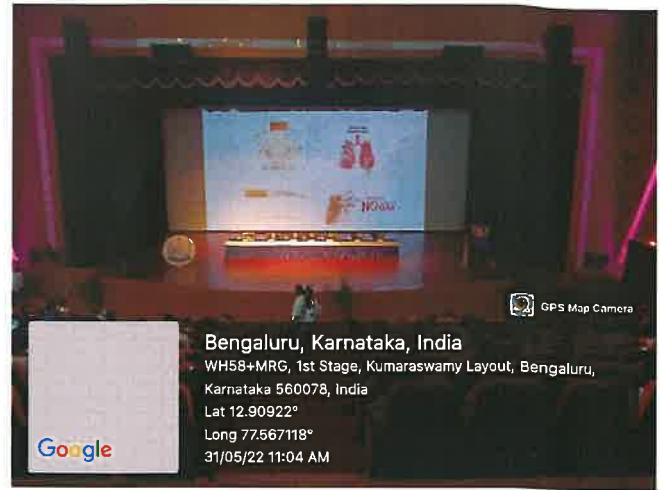 GPS Map Camera
Bengaluru, Karnataka, India
WH58+MRG, 1st Stage, Kumaraswamy Layout, Bengaluru,
Karnataka 560078, India
Lat 12.90922°
Long 77.567118°
31/05/22 11:04 AM
Google